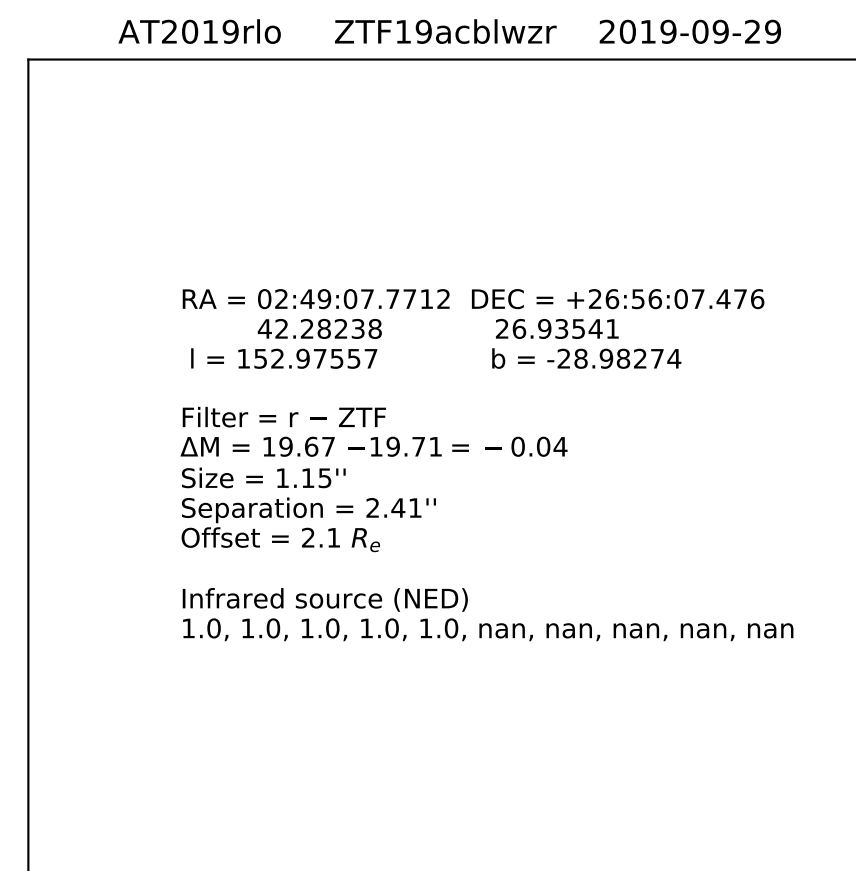 AT2019rlo ZTF19acblwzr 2019-09-29
RA = 02:49:07.7712 DEC = +26:56:07.476
42.28238 26.93541
l = 152.97557 b = -28.98274
Filter = r − ZTF
ΔM = 19.67 −19.71 = − 0.04
Size = 1.15''
Separation = 2.41''
Offset = 2.1 Re
Infrared source (NED)
1.0, 1.0, 1.0, 1.0, 1.0, nan, nan, nan, nan, nan